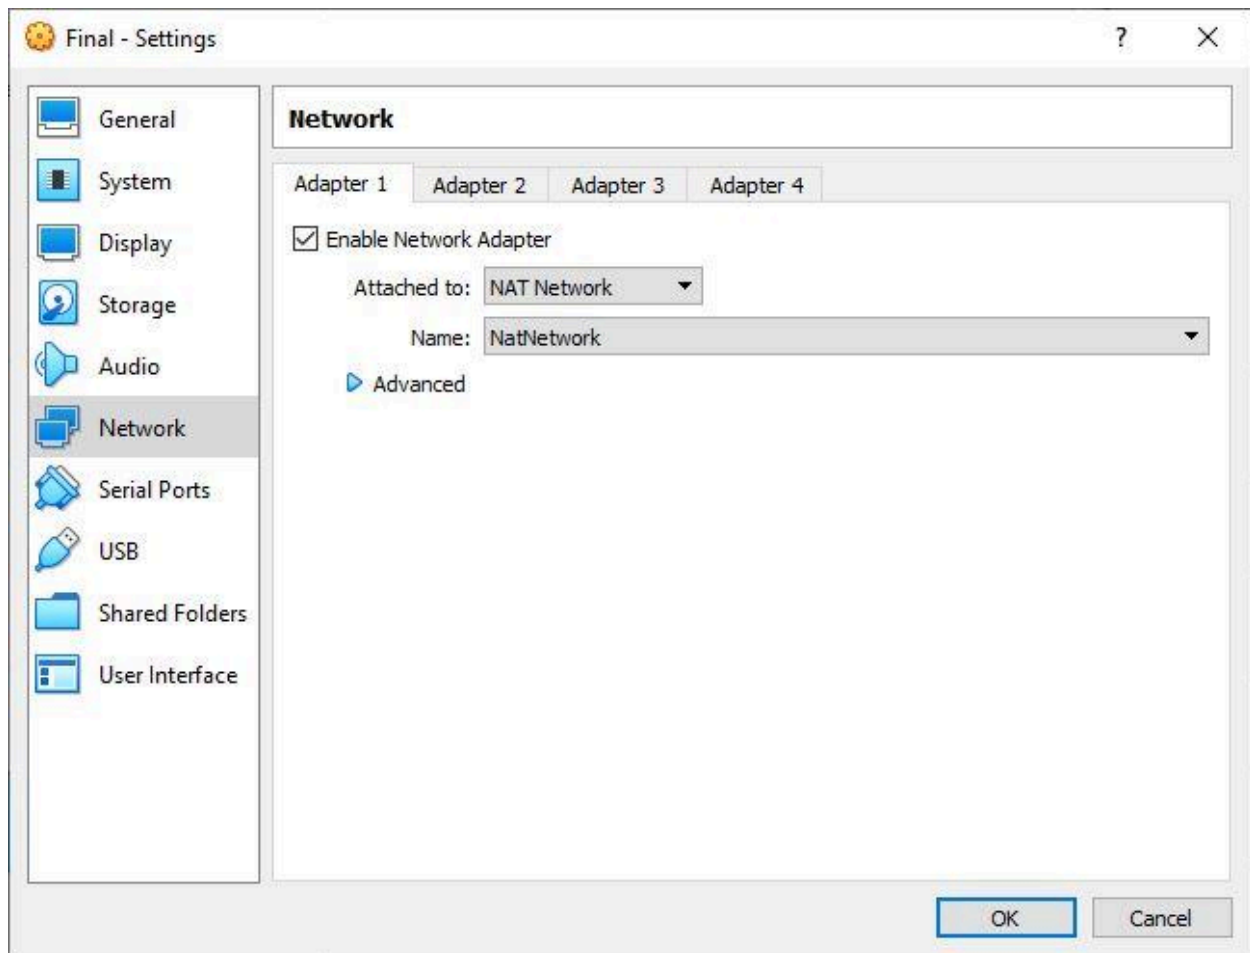 Final - Settings
?
General
System
Display
Storage
Audio
Network
Serial Ports
USB
Shared Folders
User Interface
Network
Adapter 1 Adapter 2 Adapter 3 Adapter 4
Enable Network Adapter
Attached to: NAT Network
Name: NatNetwork
Advanced
OK Cancel